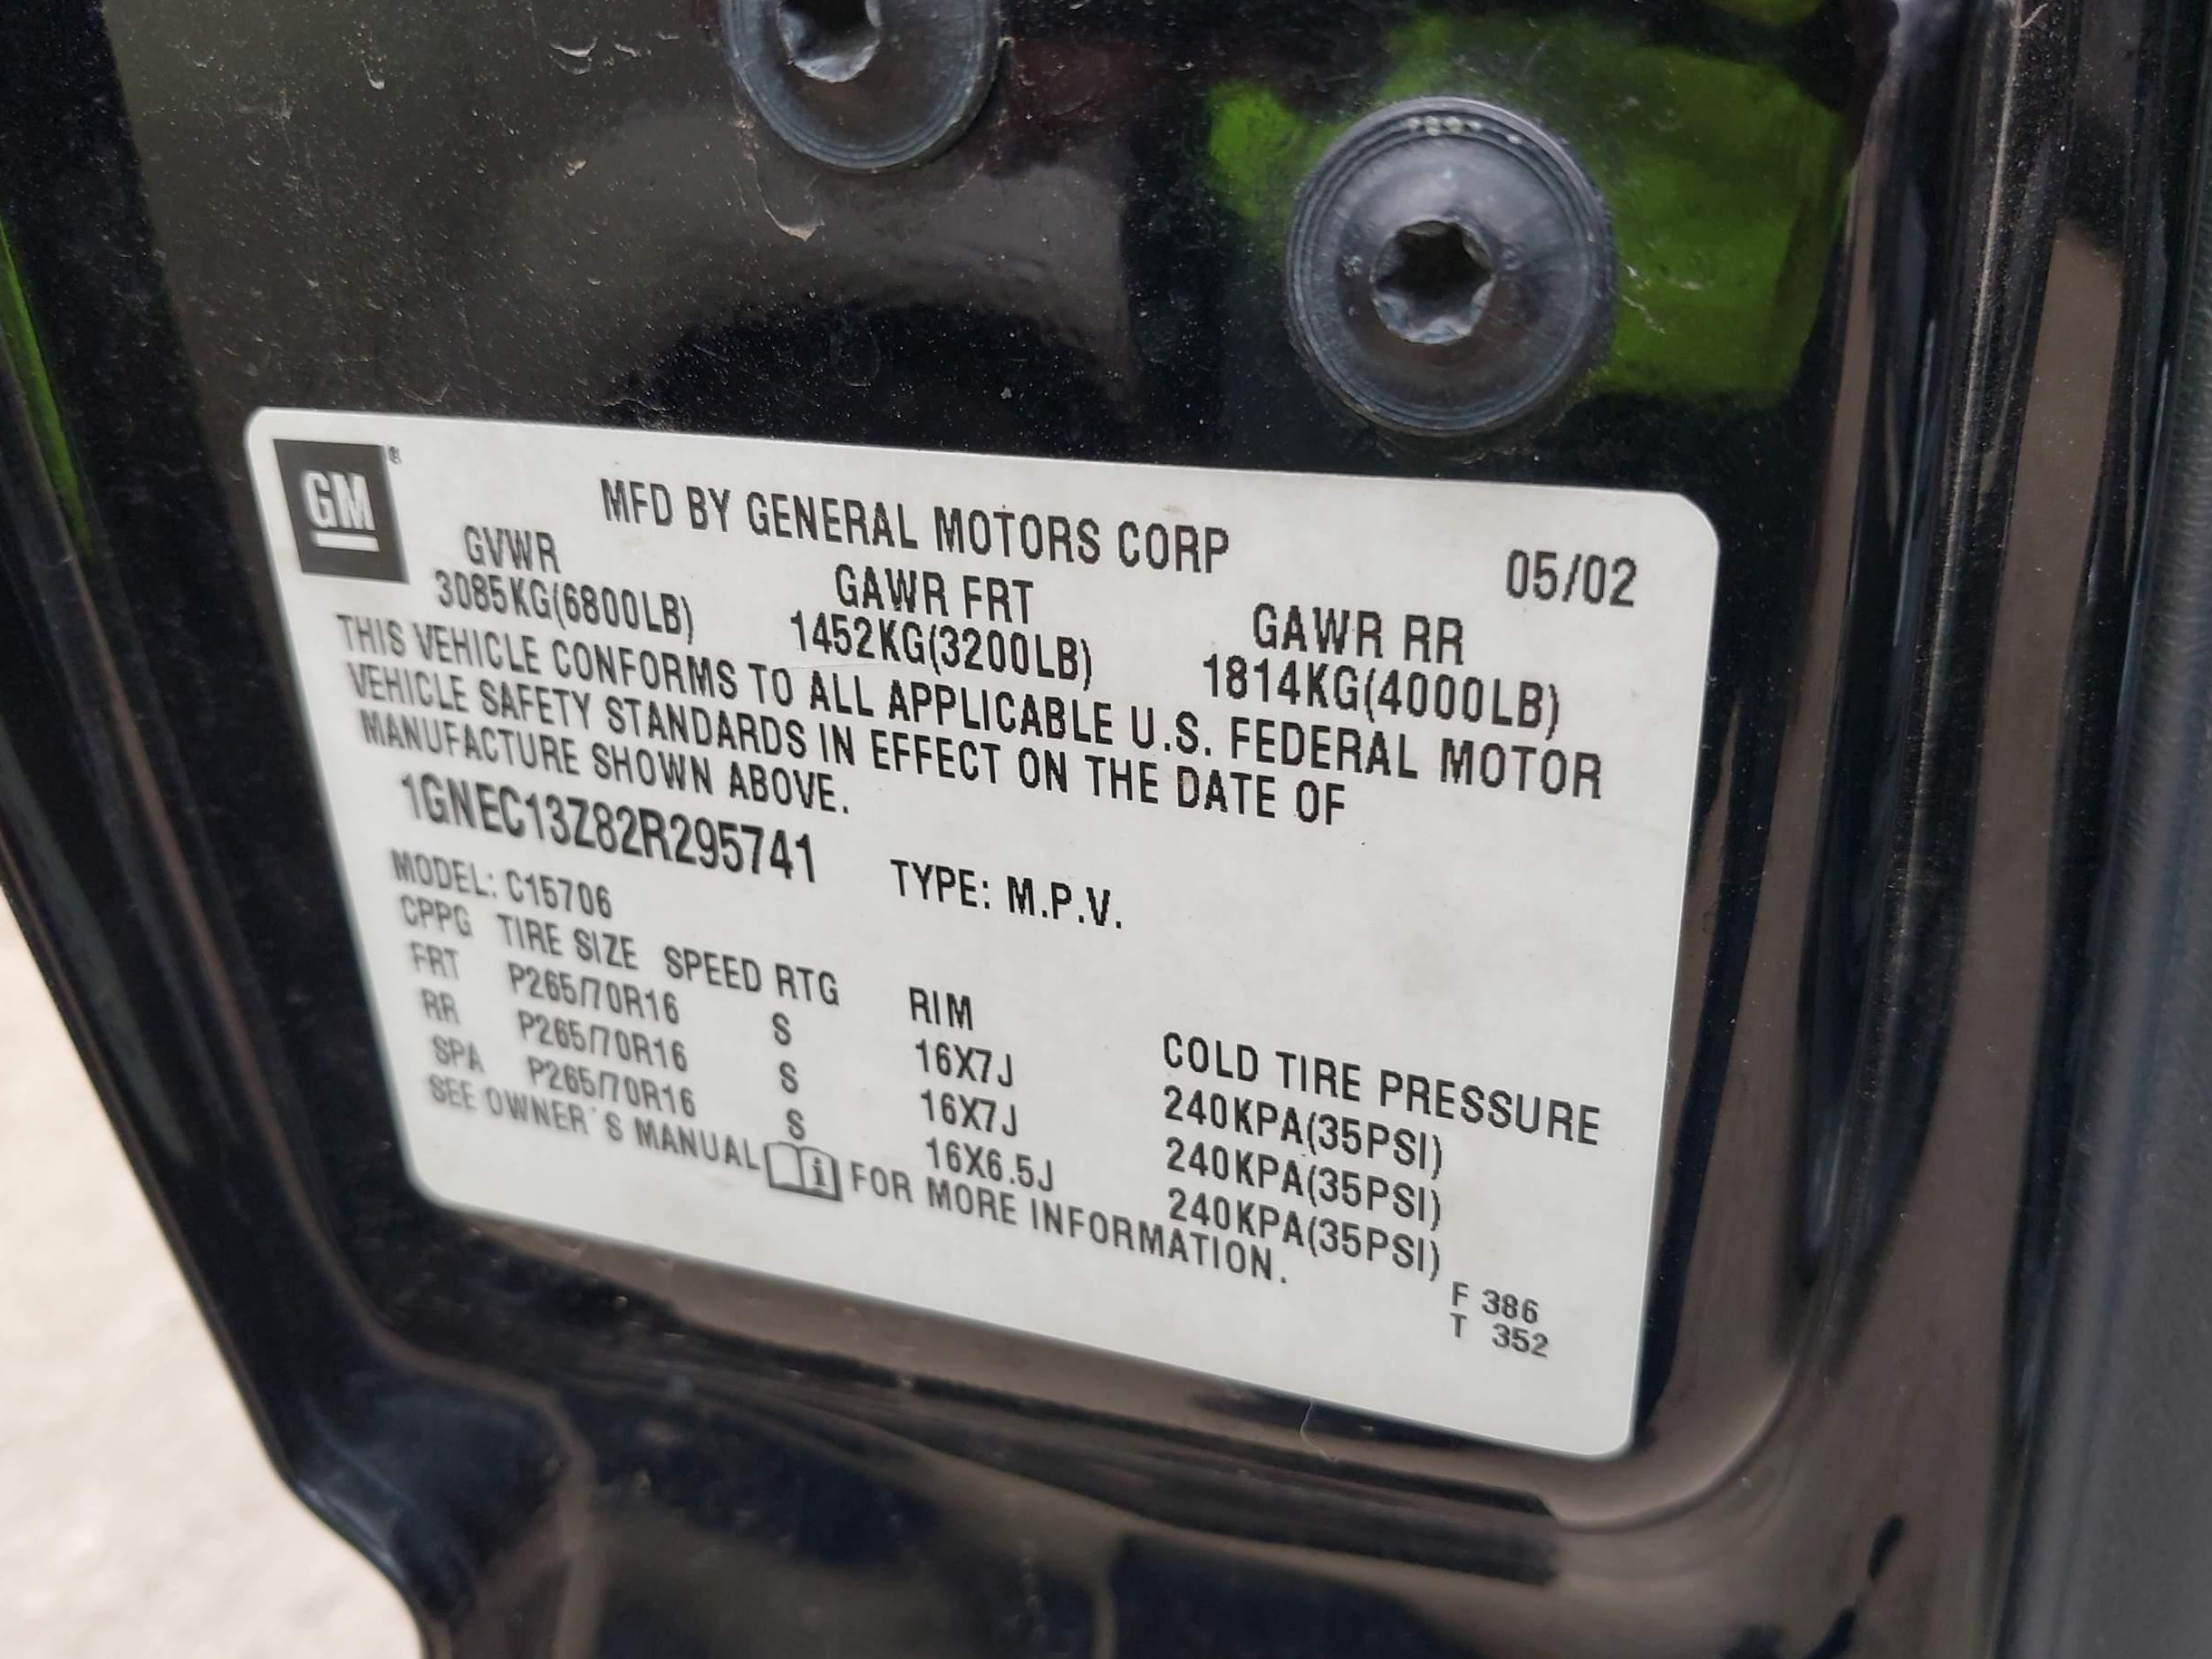 GM®
MFD BY GENERAL MOTORS CORP 05/02
GVWR GAWR FRT GAWR RR
3085KG(6800LB) 1452KG(3200LB) 1814KG(4000LB)
THIS VEHICLE CONFORMS TO ALL APPLICABLE U.S. FEDERAL MOTOR
VEHICLE SAFETY STANDARDS IN EFFECT ON THE DATE OF
MANUFACTURE SHOWN ABOVE.
1GNEC13Z82R295741 TYPE: M.P.V.
MODEL: C15706
CPPG TIRE SIZE SPEED RTG RIM COLD TIRE PRESSURE
FRT P265/70R16 S 16X7J 240KPA(35PSI)
RR P265/70R16 S 16X7J 240KPA(35PSI)
SPA P265/70R16 S 16X6.5J 240KPA(35PSI)
SEE OWNER'S MANUAL i FOR MORE INFORMATION.
F 386
T 352